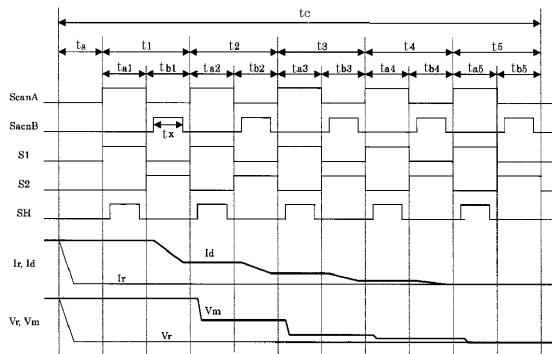 tc
ta t1 t2 t3 t4 t5
ta1 tb1 ta2 tb2 ta3 tb3 ta4 tb4 ta5 tb5
ScanA
SacnB
tx
S1
S2
SH
Ir, Id
Id
Ir
Vr, Vm
Vm
Vr